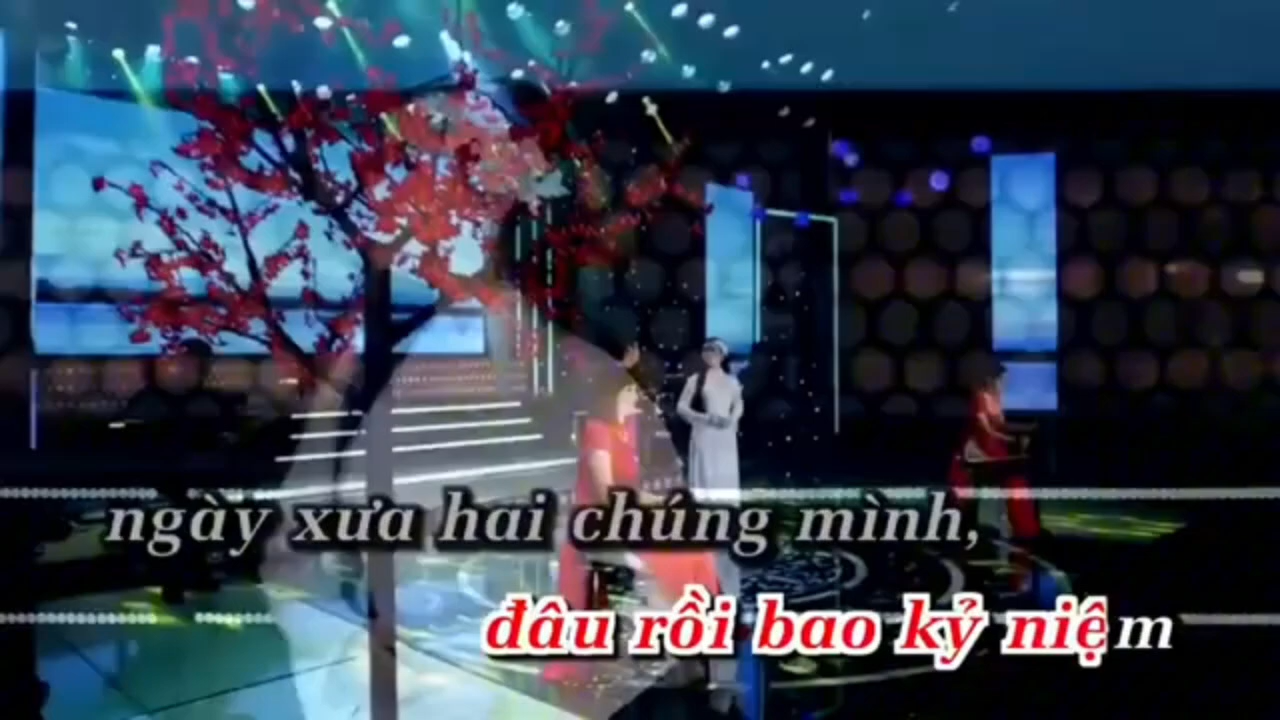 ngày xưa hai chúng mình,
đâu rồi bao kỷ niệm